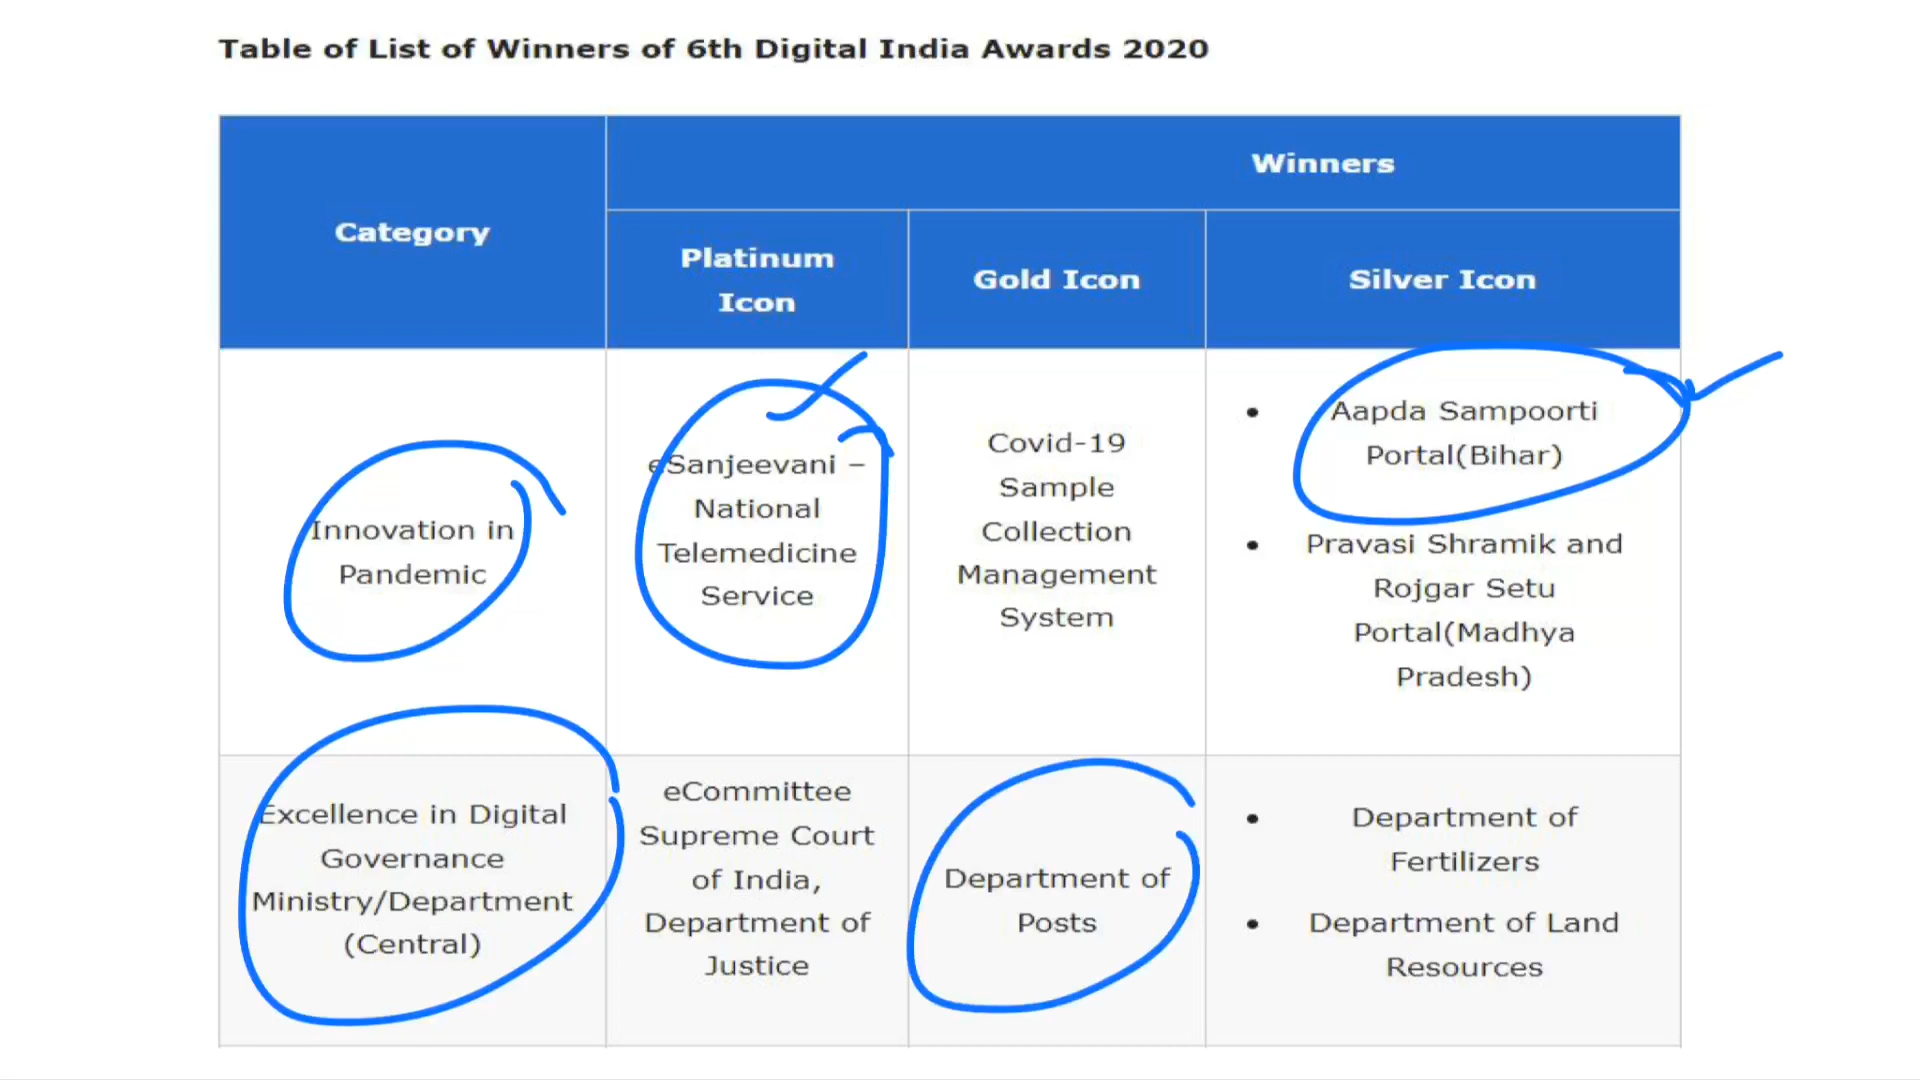 Table of List of Winners of 6th Digital India Awards 2020
Category
Winners
Platinum
Icon
Gold Icon
Silver Icon
Innovation in
Pandemic
eSanjeevani –
National
Telemedicine
Service
Covid-19
Sample
Collection
Management
System
• Aapda Sampoorti
Portal(Bihar)
• Pravasi Shramik and
Rojgar Setu
Portal(Madhya
Pradesh)
Excellence in Digital
Governance
Ministry/Department
(Central)
eCommittee
Supreme Court
of India,
Department of
Justice
Department of
Posts
• Department of
Fertilizers
• Department of Land
Resources